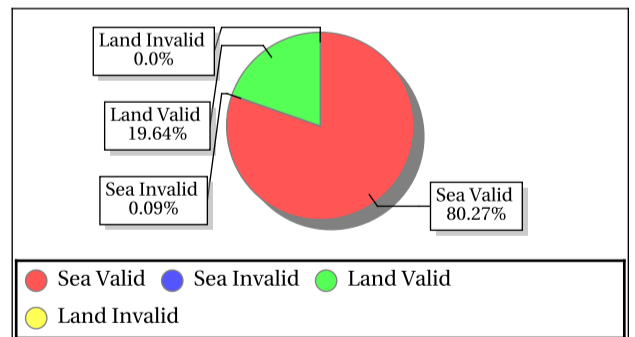 Land Invalid
0.0%
Land Valid
19.64%
Sea Invalid
0.09%
Sea Valid
80.27%
Sea Valid Sea Invalid Land Valid
Land Invalid